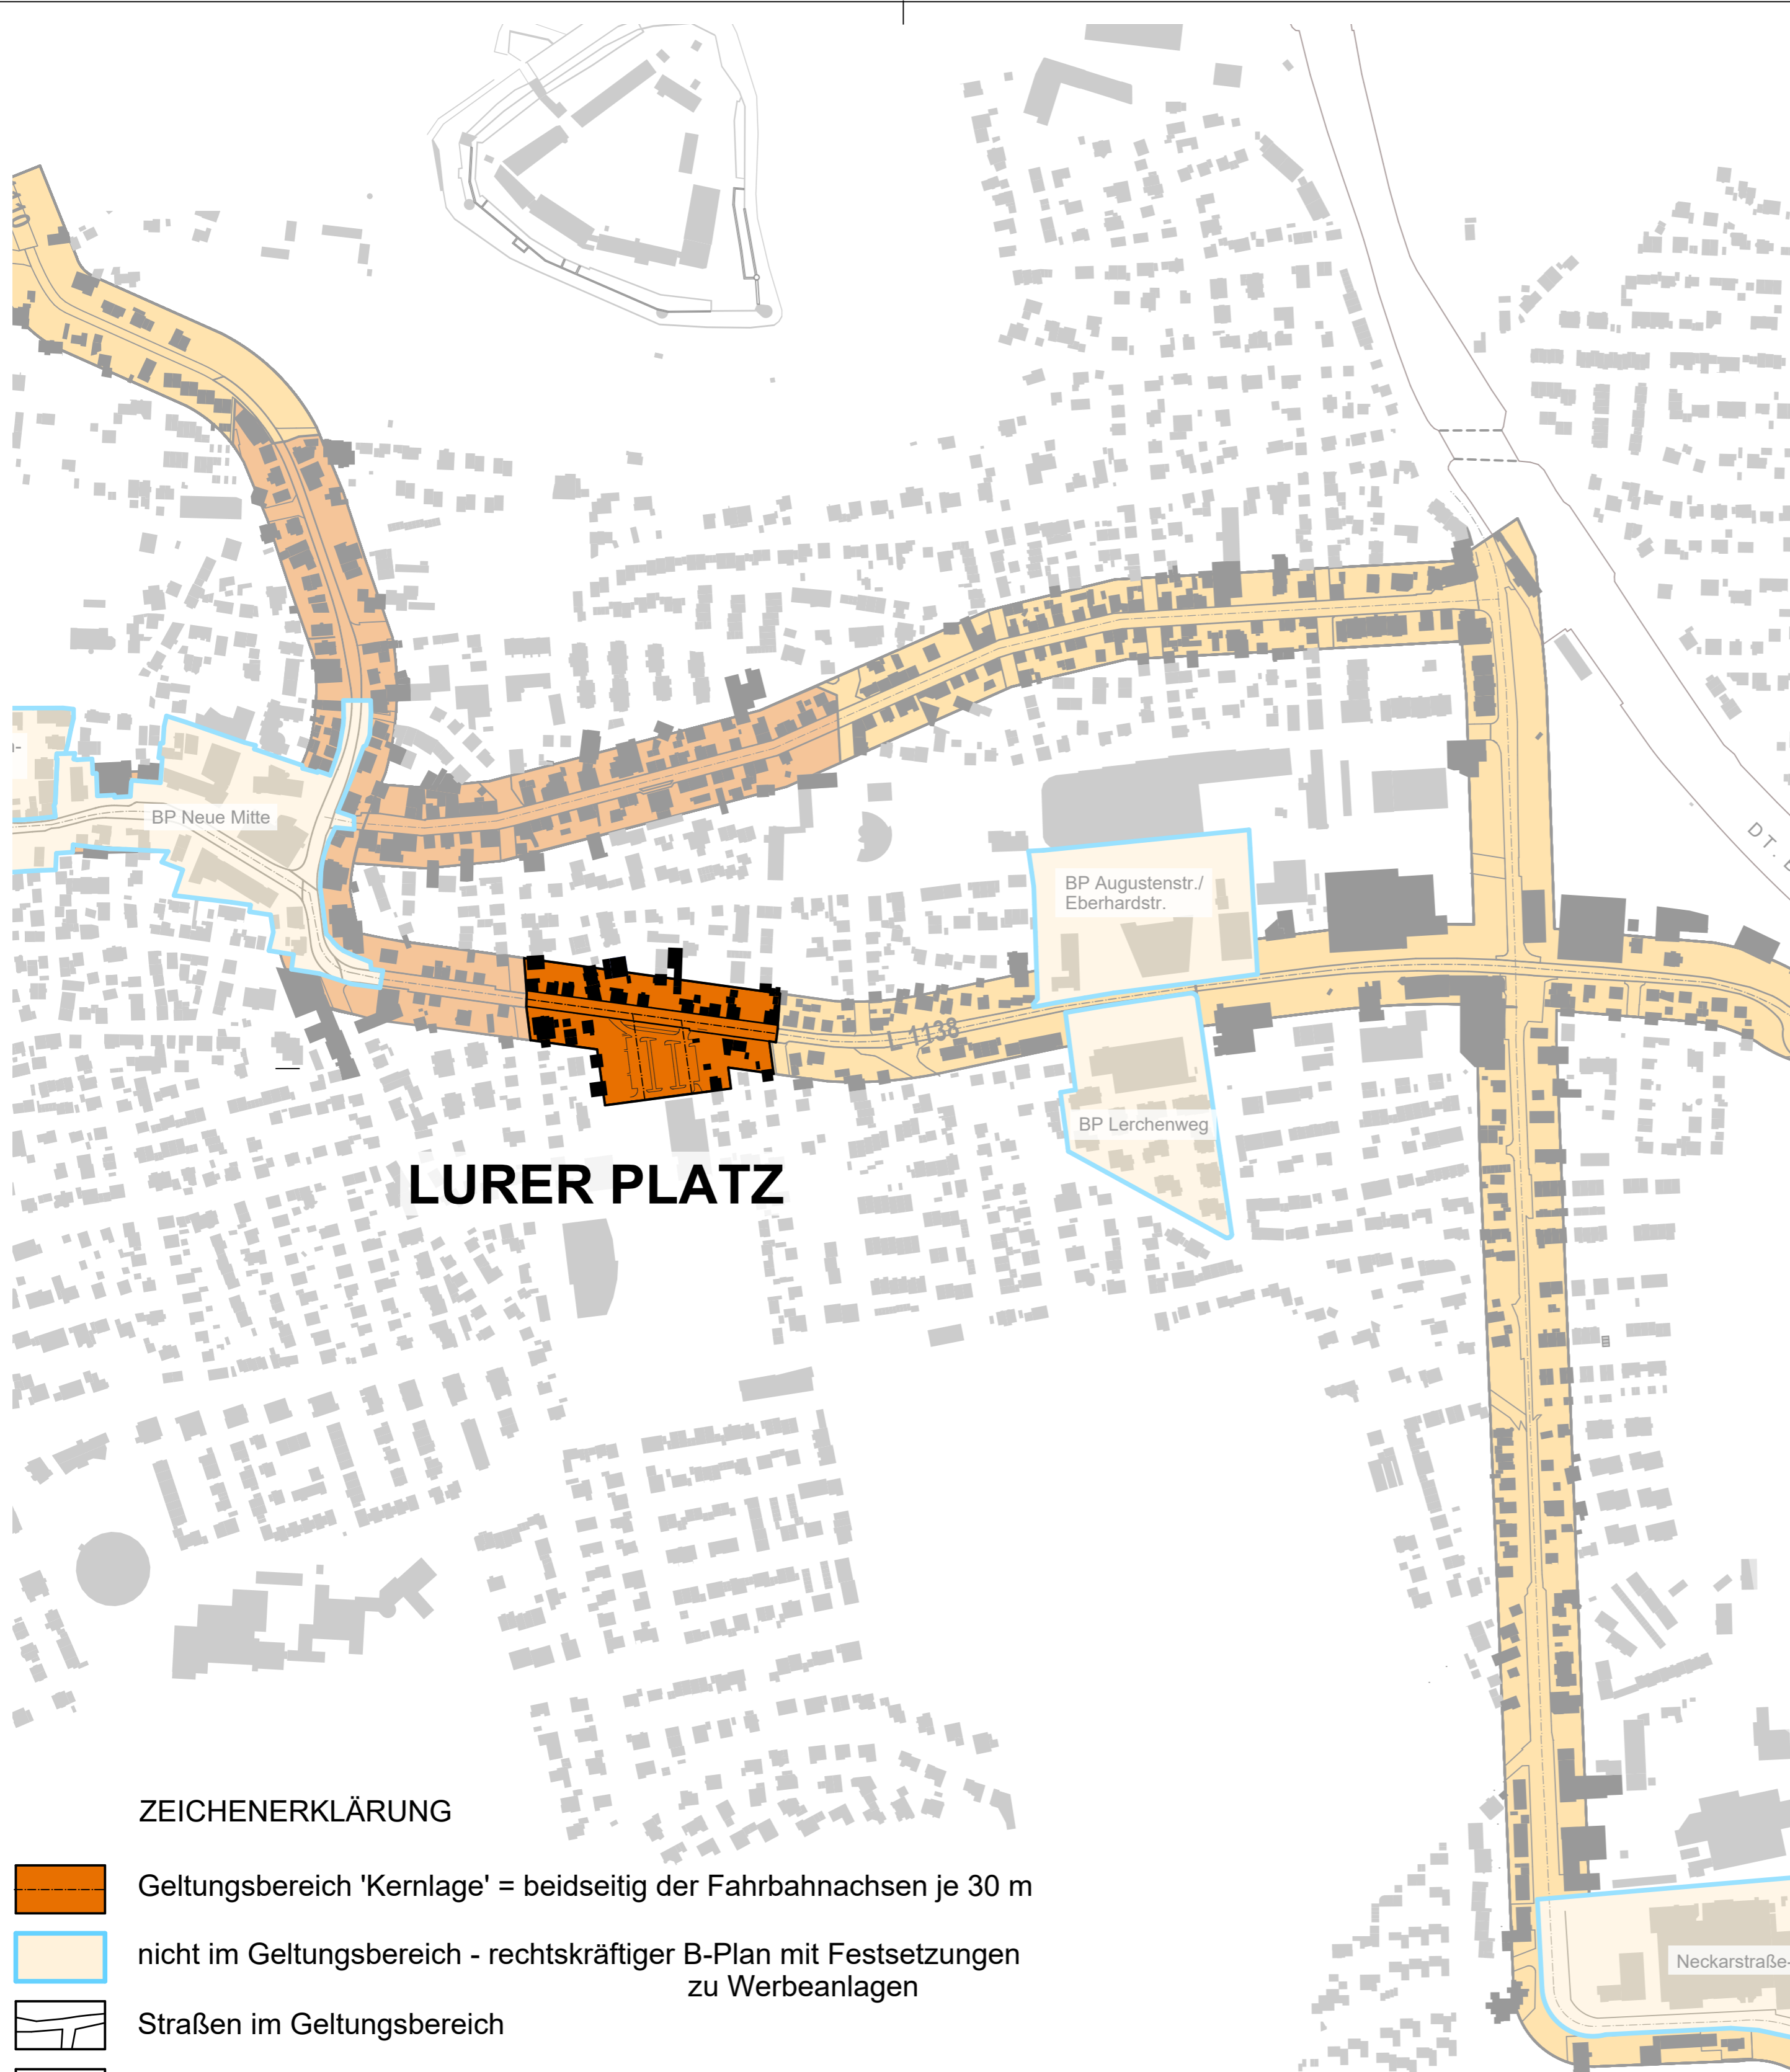 BP Neue Mitte
BP Augustenstr./
Eberhardstr.
L 1138
BP Lerchenweg
LURER PLATZ
ZEICHENERKLÄRUNG
Geltungsbereich 'Kernlage' = beidseitig der Fahrbahnachsen je 30 m
nicht im Geltungsbereich - rechtskräftiger B-Plan mit Festsetzungen
zu Werbeanlagen
Straßen im Geltungsbereich
Neckarstraße-